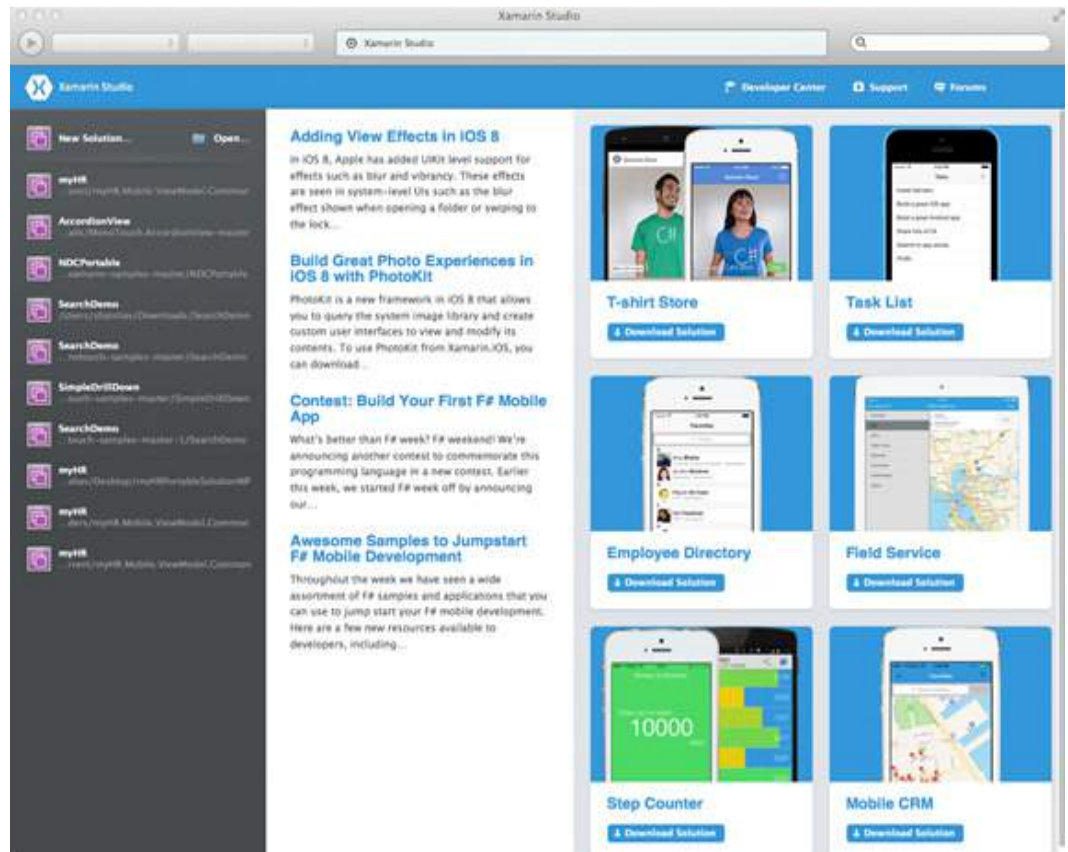 Xamarin Studio
Xamarin Studio
Xamarin Studio
Developer Center
Support
Forums
New Solution...
Open...
myHR
AccordionView
NDCPortable
SearchDemo
SearchDemo
SimpleDrillDown
SearchDemo
myHR
myHR
myHR
Adding View Effects in iOS 8
In iOS 8, Apple has added UIKit level support for
effects such as blur and vibrancy. These effects
are seen in system-level UIs such as the blur
effect shown when opening a folder or swiping to
the lock...
Build Great Photo Experiences in
iOS 8 with PhotoKit
PhotoKit is a new framework in iOS 8 that allows
you to query the system image library and create
custom user interfaces to view and modify its
contents. To use PhotoKit from Xamarin.iOS, you
can download...
Contest: Build Your First F# Mobile
App
What's better than F# week? F# weekend! We're
announcing another contest to commemorate this
programming language in a new contest. Earlier
this week, we started F# week off by announcing
our...
Awesome Samples to Jumpstart
F# Mobile Development
Throughout the week we have seen a wide
assortment of F# samples and applications that you
can use to jump start your F# mobile development.
Here are a few new resources available to
developers, including...
C#
C#
T-shirt Store
Download Solution
Task List
Download Solution
Employee Directory
Download Solution
Field Service
Download Solution
10000
Step Counter
Download Solution
Mobile CRM
Download Solution